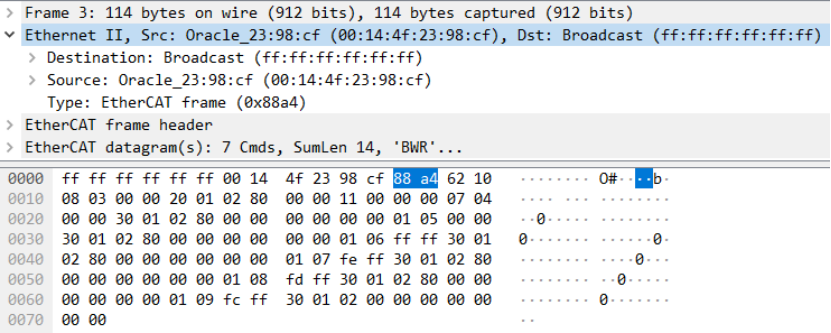 Frame 3: 114 bytes on wire (912 bits), 114 bytes captured (912 bits)
Ethernet II, Src: Oracle_23:98:cf (00:14:4f:23:98:cf), Dst: Broadcast (ff:ff:ff:ff:ff:ff)
Destination: Broadcast (ff:ff:ff:ff:ff:ff)
Source: Oracle_23:98:cf (00:14:4f:23:98:cf)
Type: EtherCAT frame (0x88a4)
EtherCAT frame header
EtherCAT datagram(s): 7 Cmds, SumLen 14, 'BWR'...
0000 ff ff ff ff ff ff 00 14 4f 23 98 cf 88 a4 62 10 ········ O#····b·
0010 08 03 00 00 20 01 02 80 00 00 11 00 00 00 07 04 ···· ··· ········
0020 00 00 30 01 02 80 00 00 00 00 00 00 01 05 00 00 ··0····· ········
0030 30 01 02 80 00 00 00 00 00 00 01 06 ff ff 30 01 0······· ······0·
0040 02 80 00 00 00 00 00 00 01 07 fe ff 30 01 02 80 ········ ····0···
0050 00 00 00 00 00 00 01 08 fd ff 30 01 02 80 00 00 ········ ··0·····
0060 00 00 00 00 01 09 fc ff 30 01 02 00 00 00 00 00 ········ 0·······
0070 00 00 ··